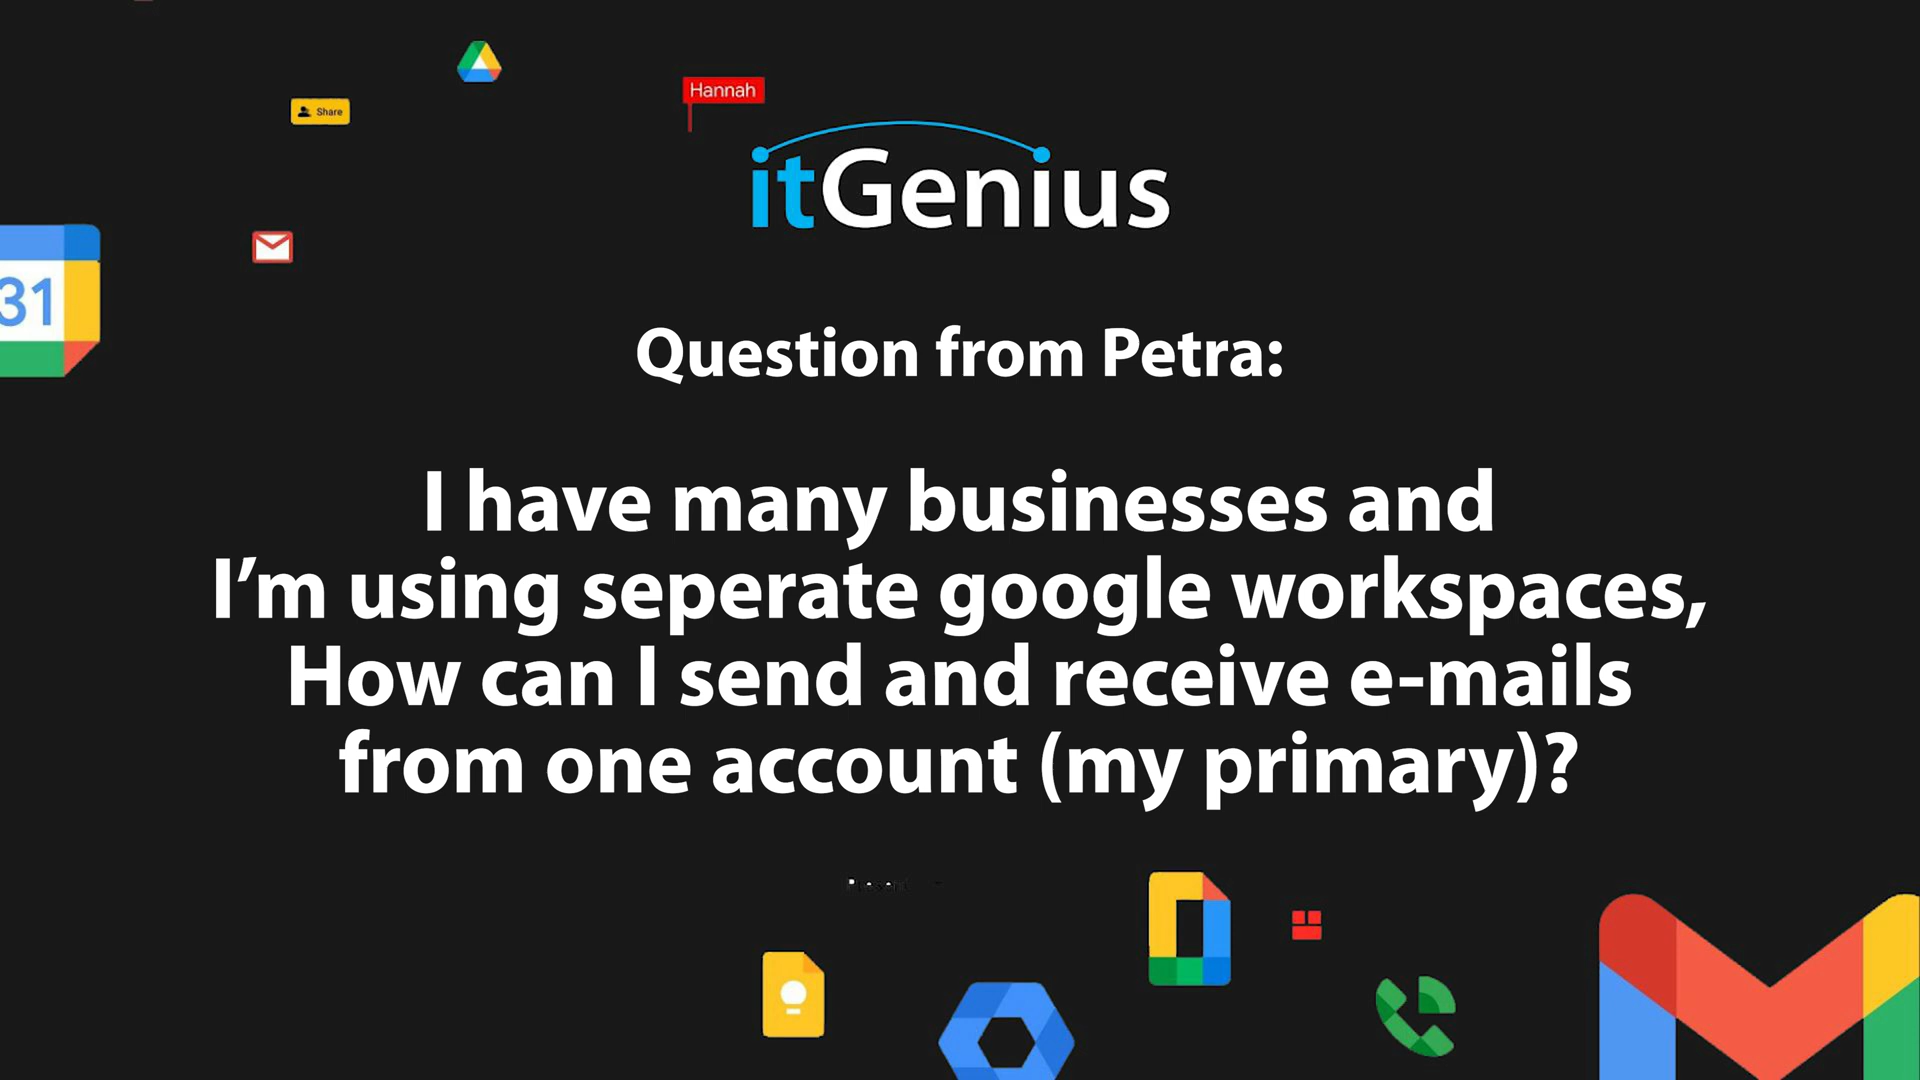 Hannah
Share
itGenius
31
Question from Petra:
I have many businesses and
I’m using seperate google workspaces,
How can I send and receive e-mails
from one account (my primary)?